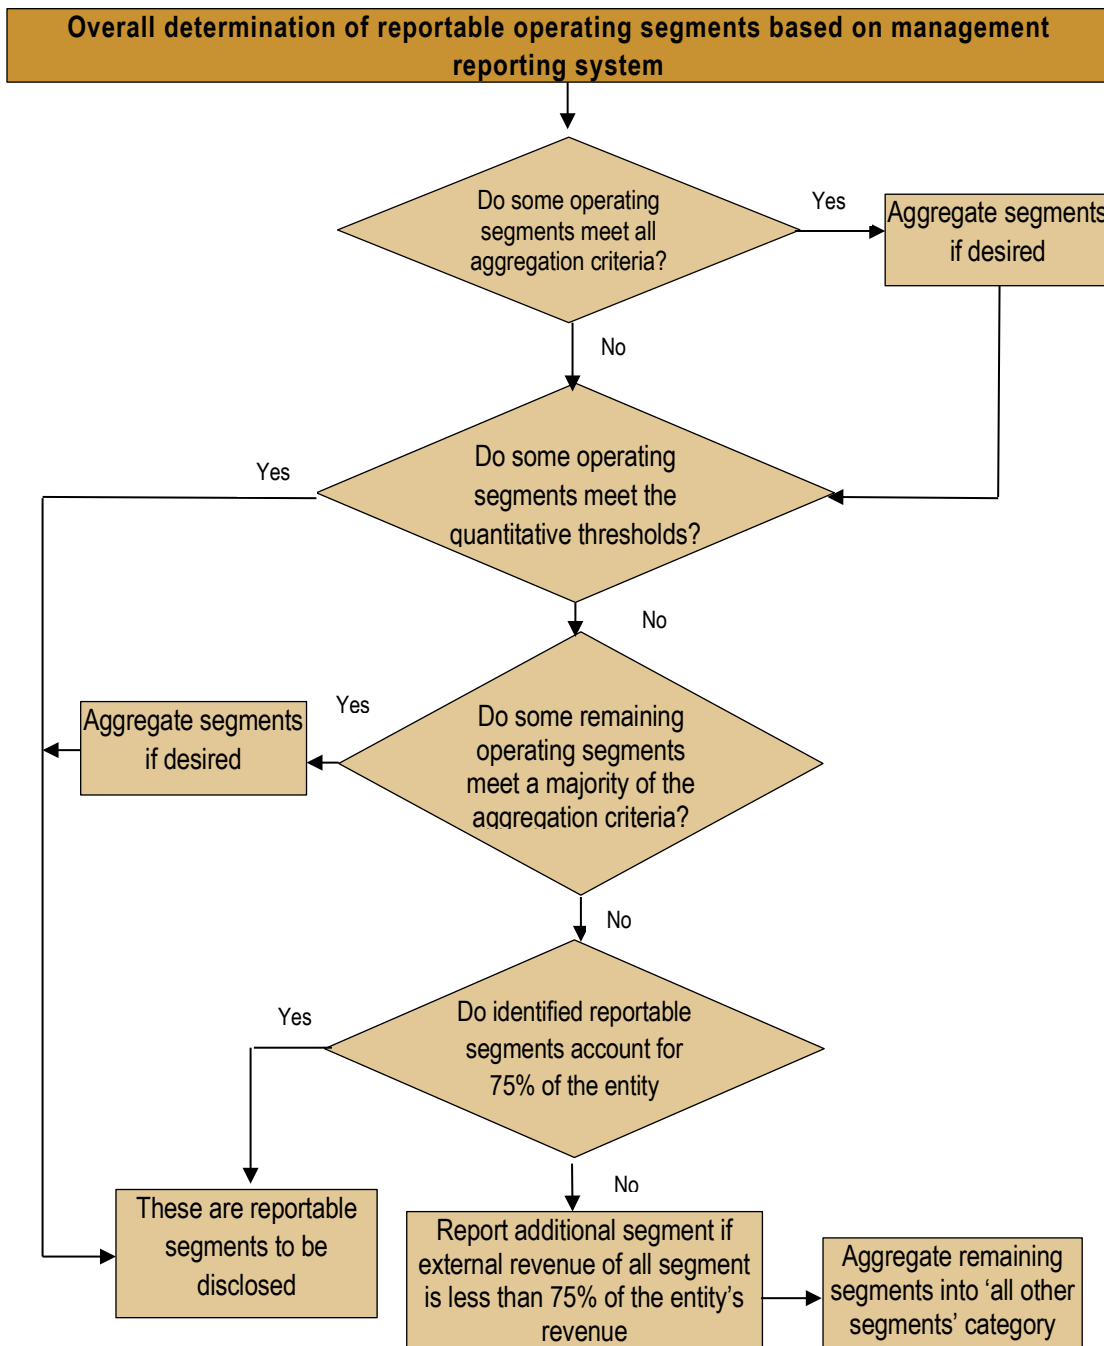 Overall determination of reportable operating segments based on management
reporting system
Do some operating
segments meet all
aggregation criteria?
Yes
Aggregate segments
if desired
No
Do some operating
segments meet the
quantitative thresholds?
Yes
No
Do some remaining
operating segments
meet a majority of the
aggregation criteria?
Yes
Aggregate segments
if desired
No
Do identified reportable
segments account for
75% of the entity
Yes
No
These are reportable
segments to be
disclosed
Report additional segment if
external revenue of all segment
is less than 75% of the entity's
revenue
Aggregate remaining
segments into ‘all other
segments’ category